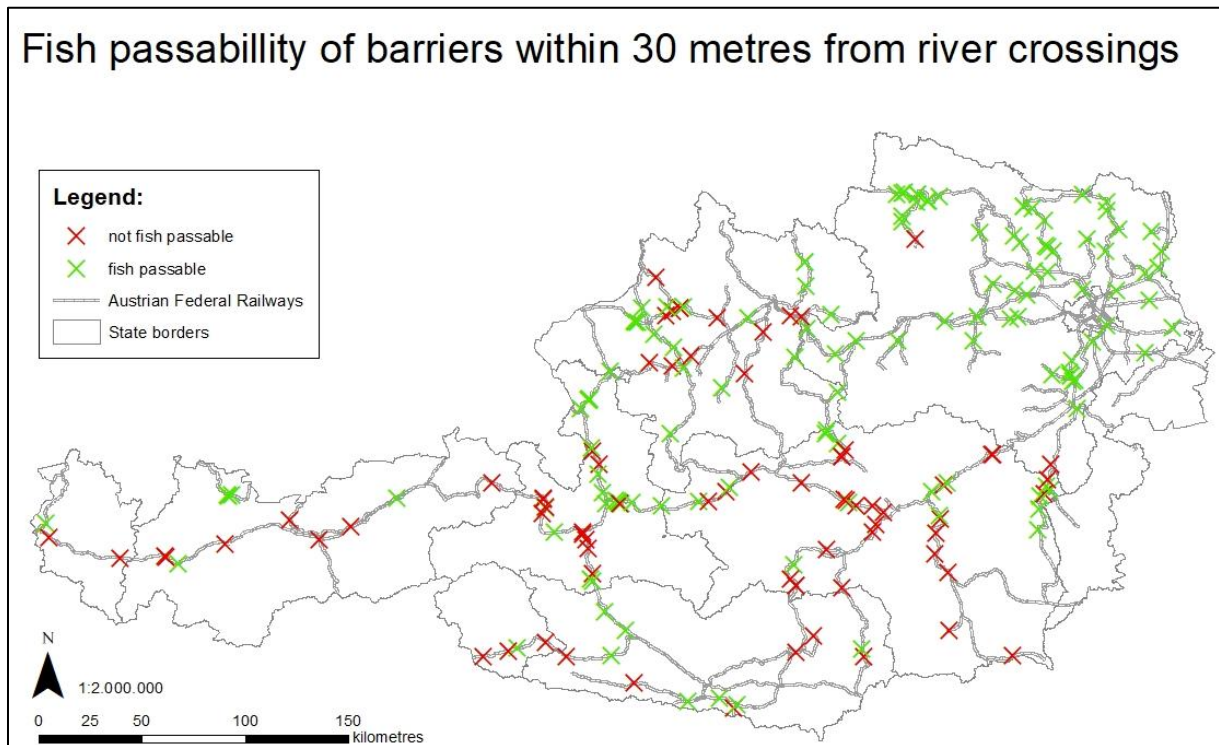 Fish passabillity of barriers within 30 metres from river crossings
Legend:
not fish passable
fish passable
Austrian Federal Railways
State borders
N
1:2.000.000
0 25 50 100 150
kilometres